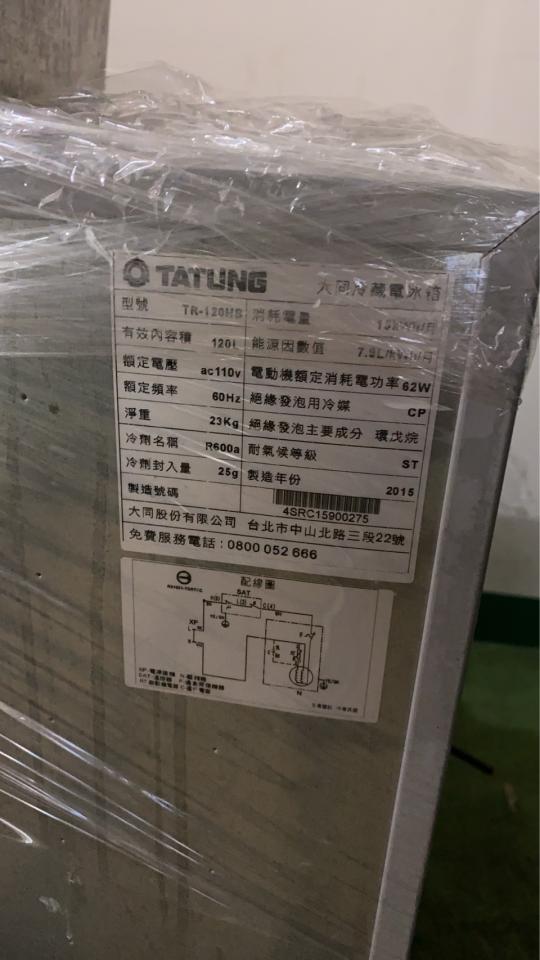 TATUNG 大同冷藏電冰箱
型號 TR-120HS 消耗電量
有效內容積 120L 能源因數值
額定電壓 ac110v 電動機額定消耗電功率 62W
額定頻率 60Hz 絕緣發泡用冷媒 CP
淨重 23Kg 絕緣發泡主要成分 環戊烷
冷劑名稱 R600a 耐氣候等級 ST
冷劑封入量 25g 製造年份 2015
製造號碼 4SRC15900275
大同股份有限公司 台北市中山北路三段22號
免費服務電話:0800 052 666
配線圖
SAT
XP
N